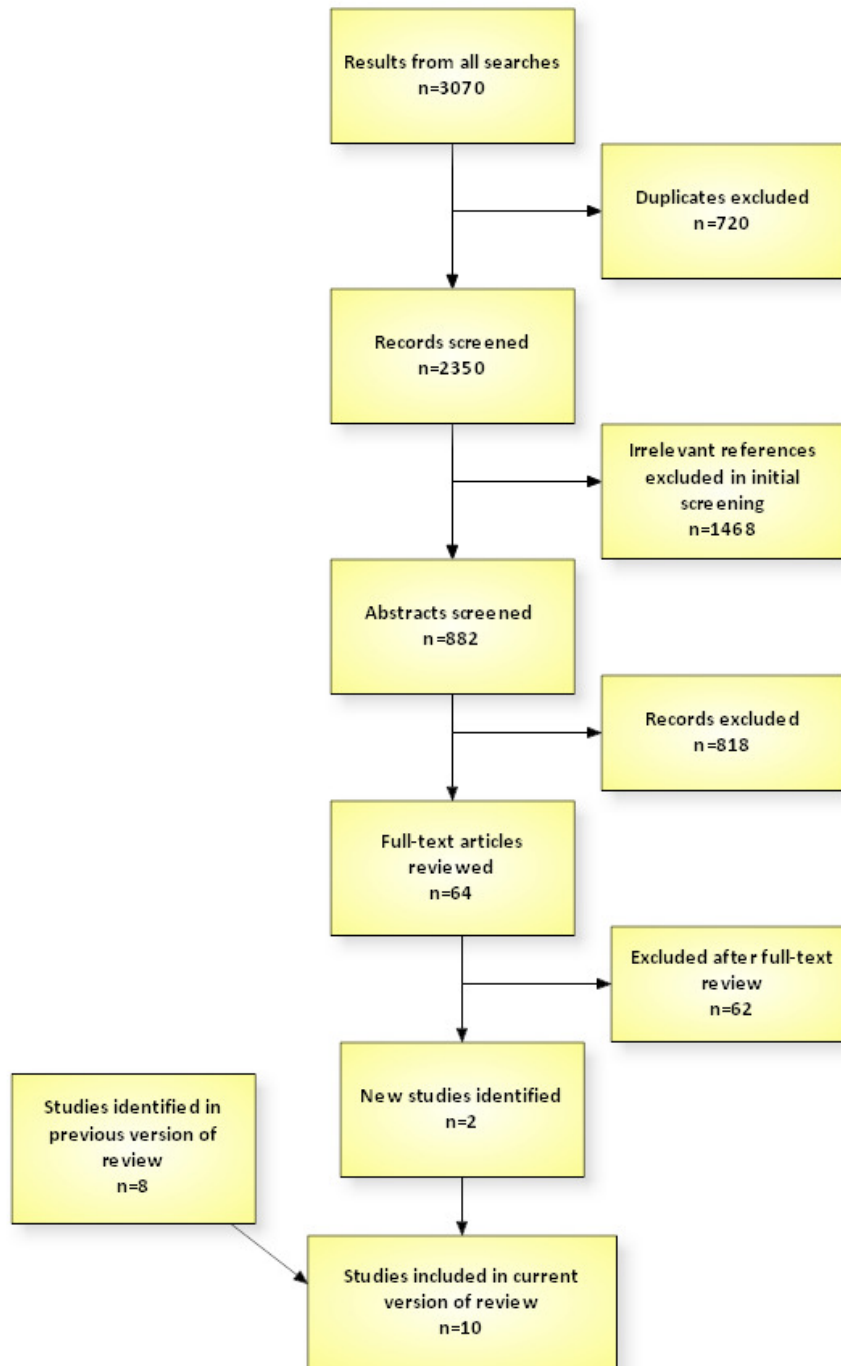 Results from all searches
n=3070
Duplicates excluded
n=720
Records screened
n=2350
Irrelevant references
excluded in initial
screening
n=1468
Abstracts screened
n=882
Records excluded
n=818
Full-text articles
reviewed
n=64
Excluded after full-text
review
n=62
New studies identified
n=2
Studies identified in
previous version of
review
n=8
Studies included in current
version of review
n=10